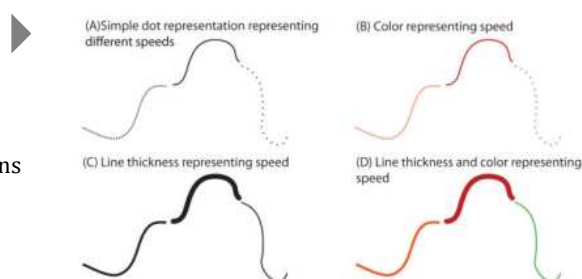 (A)Simple dot representation representing
different speeds
(B) Color representing speed
ns
(C) Line thickness representing speed
(D) Line thickness and color representing
speed